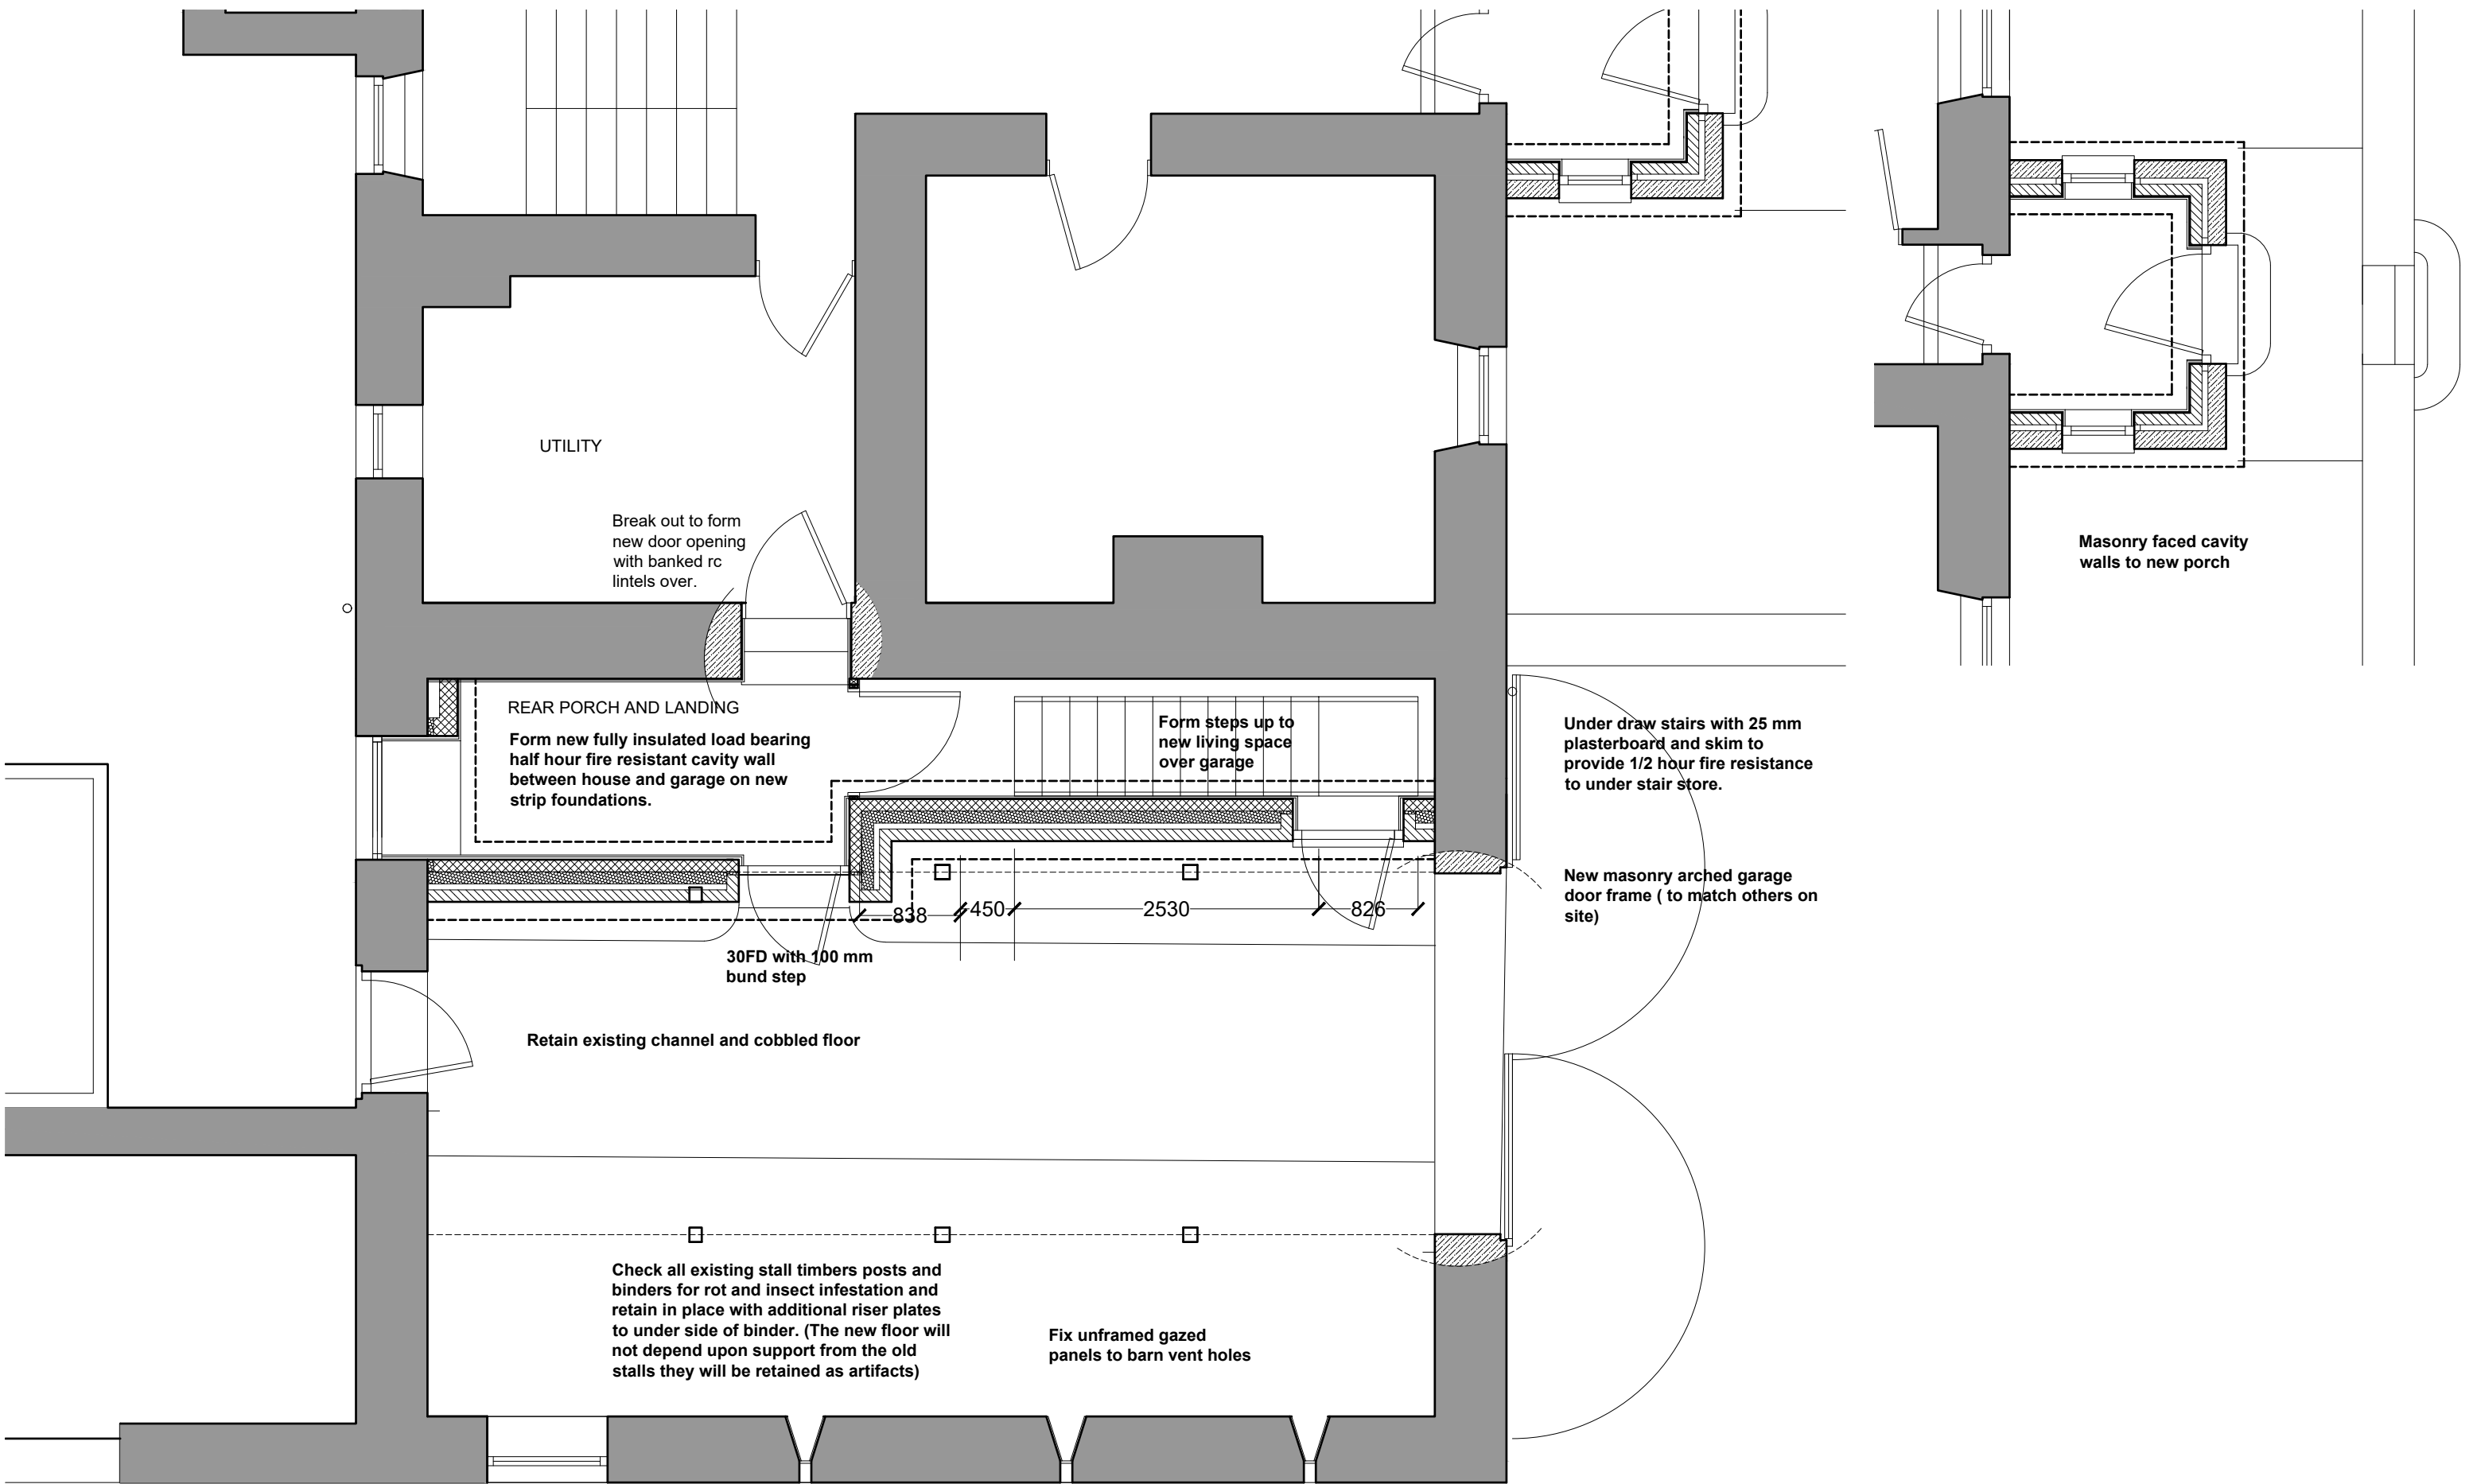 UTILITY
Break out to form
new door opening
with banked rc
lintels over.
Masonry faced cavity
walls to new porch
REAR PORCH AND LANDING
Form new fully insulated load bearing
half hour fire resistant cavity wall
between house and garage on new
strip foundations.
Form steps up to
new living space
over garage
Under draw stairs with 25 mm
plasterboard and skim to
provide 1/2 hour fire resistance
to under stair store.
New masonry arched garage
door frame ( to match others on
site)
838
450
2530
826
30FD with 100 mm
bund step
Retain existing channel and cobbled floor
Check all existing stall timbers posts and
binders for rot and insect infestation and
retain in place with additional riser plates
to under side of binder. (The new floor will
not depend upon support from the old
stalls they will be retained as artifacts)
Fix unframed gazed
panels to barn vent holes